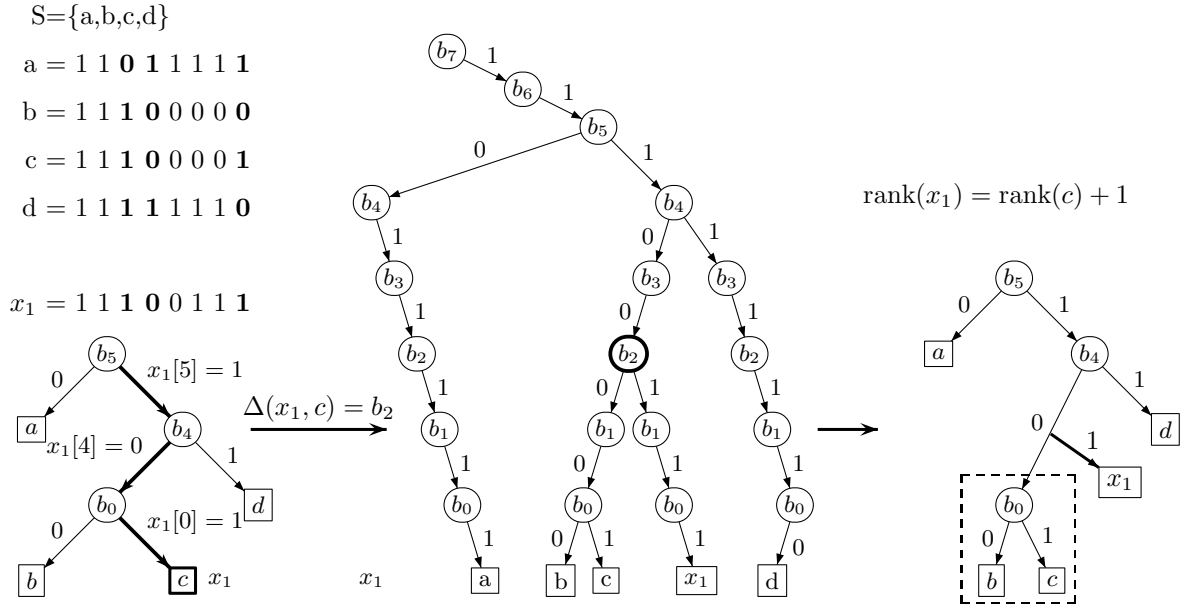 S={a,b,c,d}
a = 1 1 0 1 1 1 1 1
b = 1 1 1 0 0 0 0 0
c = 1 1 1 0 0 0 0 1
d = 1 1 1 1 1 1 1 0
x₁ = 1 1 1 0 0 1 1 1
b₅
0
x₁[5] = 1
a
x₁[4] = 0
b₄
1
b₀
d
0
x₁[0] = 1
b
c
x₁
Δ(x₁, c) = b₂
b₇
1
b₆
1
b₅
0
1
b₄
b₄
1
0
1
b₃
b₃
b₃
1
0
1
b₂
b₂
b₂
1
0
1
1
b₁
b₁
b₁
b₁
1
0
1
1
b₀
b₀
b₀
b₀
1
0
1
1
0
x₁
a
b
c
x₁
d
rank(x₁) = rank(c) + 1
b₅
0
1
a
b₄
0
1
1
d
x₁
b₀
0
1
b
c